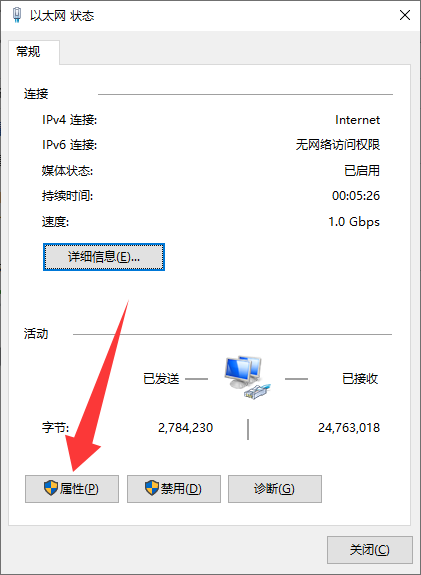 以太网 状态
常规
连接
IPv4 连接: Internet
IPv6 连接: 无网络访问权限
媒体状态: 已启用
持续时间: 00:05:26
速度: 1.0 Gbps
详细信息(E)...
活动
已发送 已接收
字节: 2,784,230 24,763,018
属性(P) 禁用(D) 诊断(G)
关闭(C)